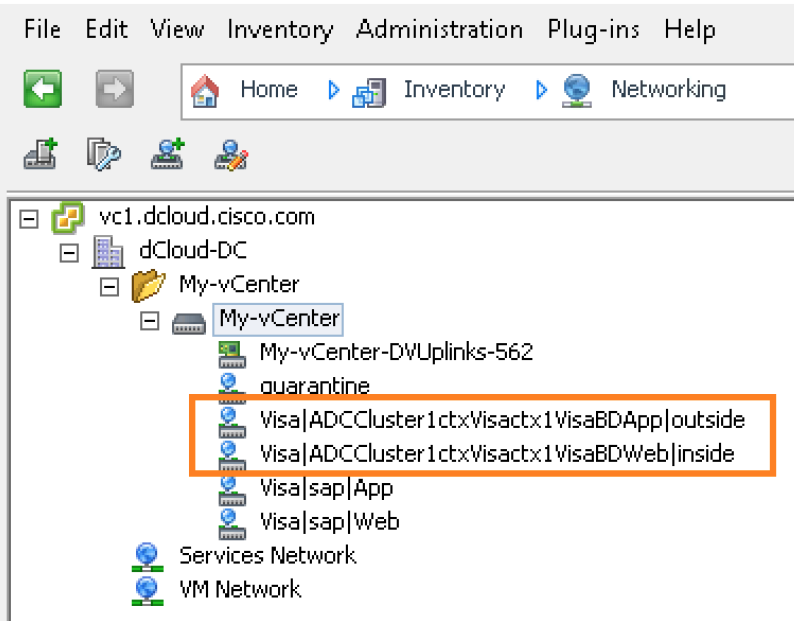 File Edit View Inventory Administration Plug-ins Help
Home Inventory Networking
vc1.dcloud.cisco.com
dCloud-DC
My-vCenter
My-vCenter
My-vCenter-DVUplinks-562
quarantine
Visa|ADCCluster1ctxVisactx1VisaBDApp|outside
Visa|ADCCluster1ctxVisactx1VisaBDWeb|inside
Visa|sap|App
Visa|sap|Web
Services Network
VM Network